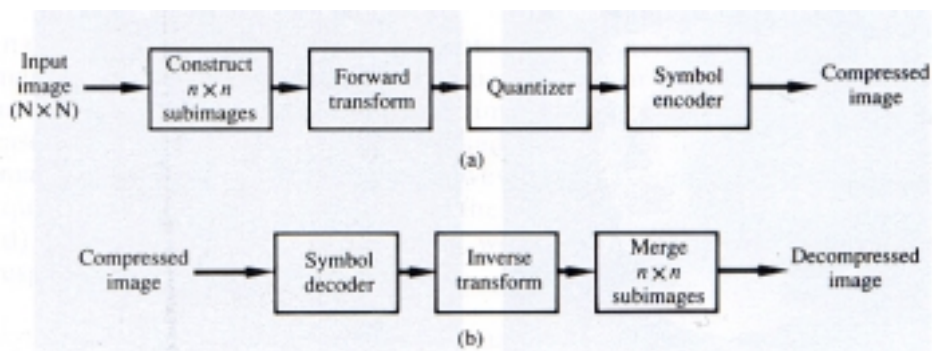 Input
image
(N×N)
Construct
n×n
subimages
Forward
transform
Quantizer
Symbol
encoder
Compressed
image
(a)
Compressed
image
Symbol
decoder
Inverse
transform
Merge
n×n
subimages
Decompressed
image
(b)